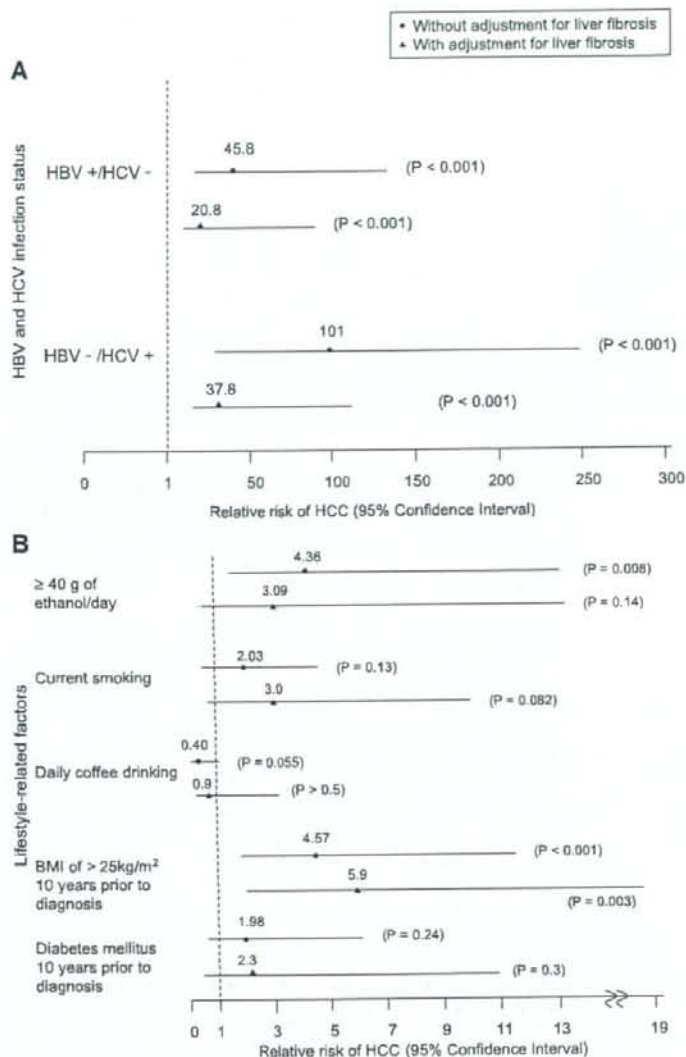 • Without adjustment for liver fibrosis
▲ With adjustment for liver fibrosis
A
HBV and HCV infection status
HBV +/HCV -
45.8
(P < 0.001)
20.8
(P < 0.001)
HBV - /HCV +
101
(P < 0.001)
37.8
(P < 0.001)
0 1 50 100 150 200 250 300
Relative risk of HCC (95% Confidence Interval)
B
Lifestyle-related factors
≥ 40 g of
ethanol/day
4.36
(P = 0.008)
3.09
(P = 0.14)
Current smoking
2.03
(P = 0.13)
3.0
(P = 0.082)
Daily coffee drinking
0.40
(P = 0.055)
0.9
(P > 0.5)
BMI of > 25kg/m²
10 years prior to
diagnosis
4.57
(P < 0.001)
5.9
(P = 0.003)
Diabetes mellitus
10 years prior to
diagnosis
1.98
(P = 0.24)
2.3
(P = 0.3)
0 1 3 5 7 9 11 13 19
Relative risk of HCC (95% Confidence Interval)